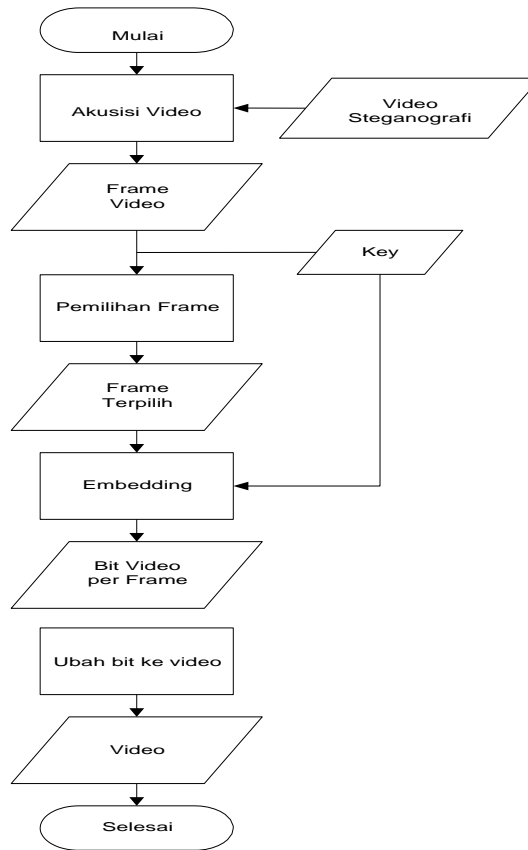 Mulai
Akusisi Video
Video
Steganografi
Frame
Video
Key
Pemilihan Frame
Frame
Terpilih
Embedding
Bit Video
per Frame
Ubah bit ke video
Video
Selesai